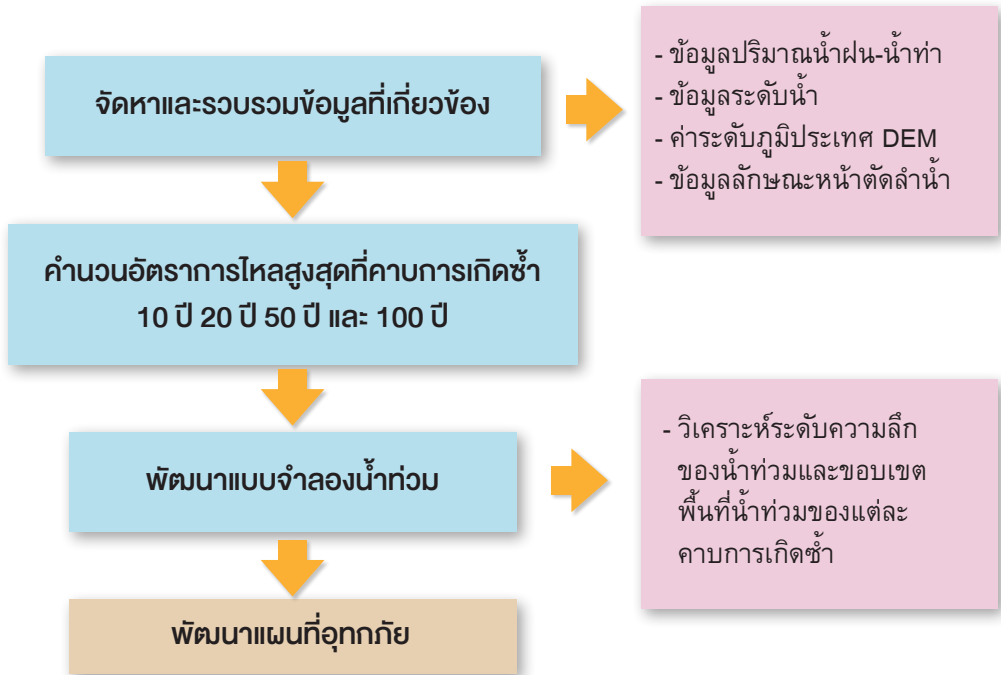 จัดหาและรวบรวมข้อมูลที่เกี่ยวข้อง
- ข้อมูลปริมาณน้ำฝน-น้ำท่า
- ข้อมูลระดับน้ำ
- ค่าระดับภูมิประเทศ DEM
- ข้อมูลลักษณะหน้าตัดลำน้ำ
คำนวนอัตราการไหลสูงสุดที่คาบการเกิดซ้ำ
10 ปี 20 ปี 50 ปี และ 100 ปี
พัฒนาแบบจำลองน้ำท่วม
- วิเคราะห์ระดับความลึก
ของน้ำท่วมและขอบเขต
พื้นที่น้ำท่วมของแต่ละ
คาบการเกิดซ้ำ
พัฒนาแผนที่อุทกภัย